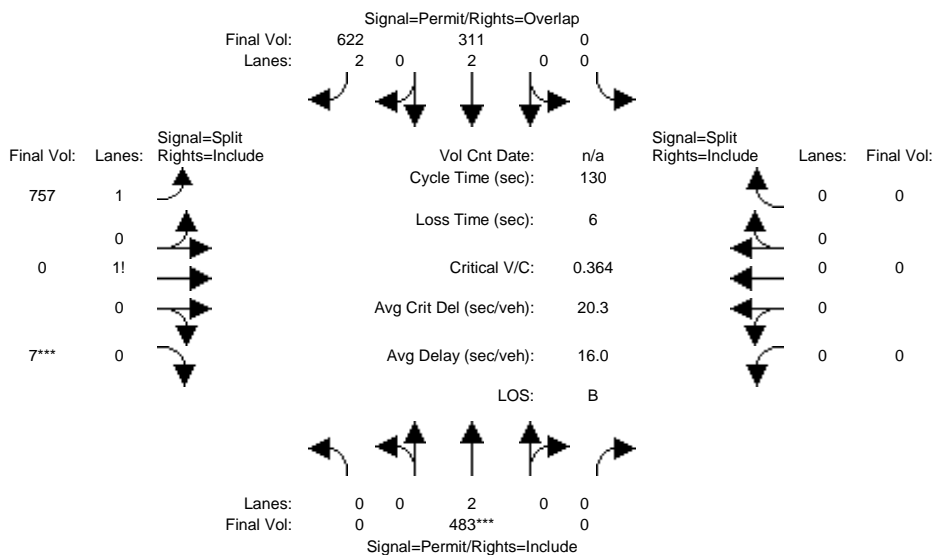 Signal=Permit/Rights=Overlap
Final Vol: 622 311 0
Lanes: 2 0 2 0 0
Signal=Split
Final Vol: Lanes: Rights=Include
Vol Cnt Date: n/a
Signal=Split
Rights=Include Lanes: Final Vol:
Cycle Time (sec): 130
757 1
0 0
Loss Time (sec): 6
0
0
0 1!
Critical V/C: 0.364
0 0
0
Avg Crit Del (sec/veh): 20.3
0
7*** 0
Avg Delay (sec/veh): 16.0
0 0
LOS: B
Lanes: 0 0 2 0 0
Final Vol: 0 483*** 0
Signal=Permit/Rights=Include